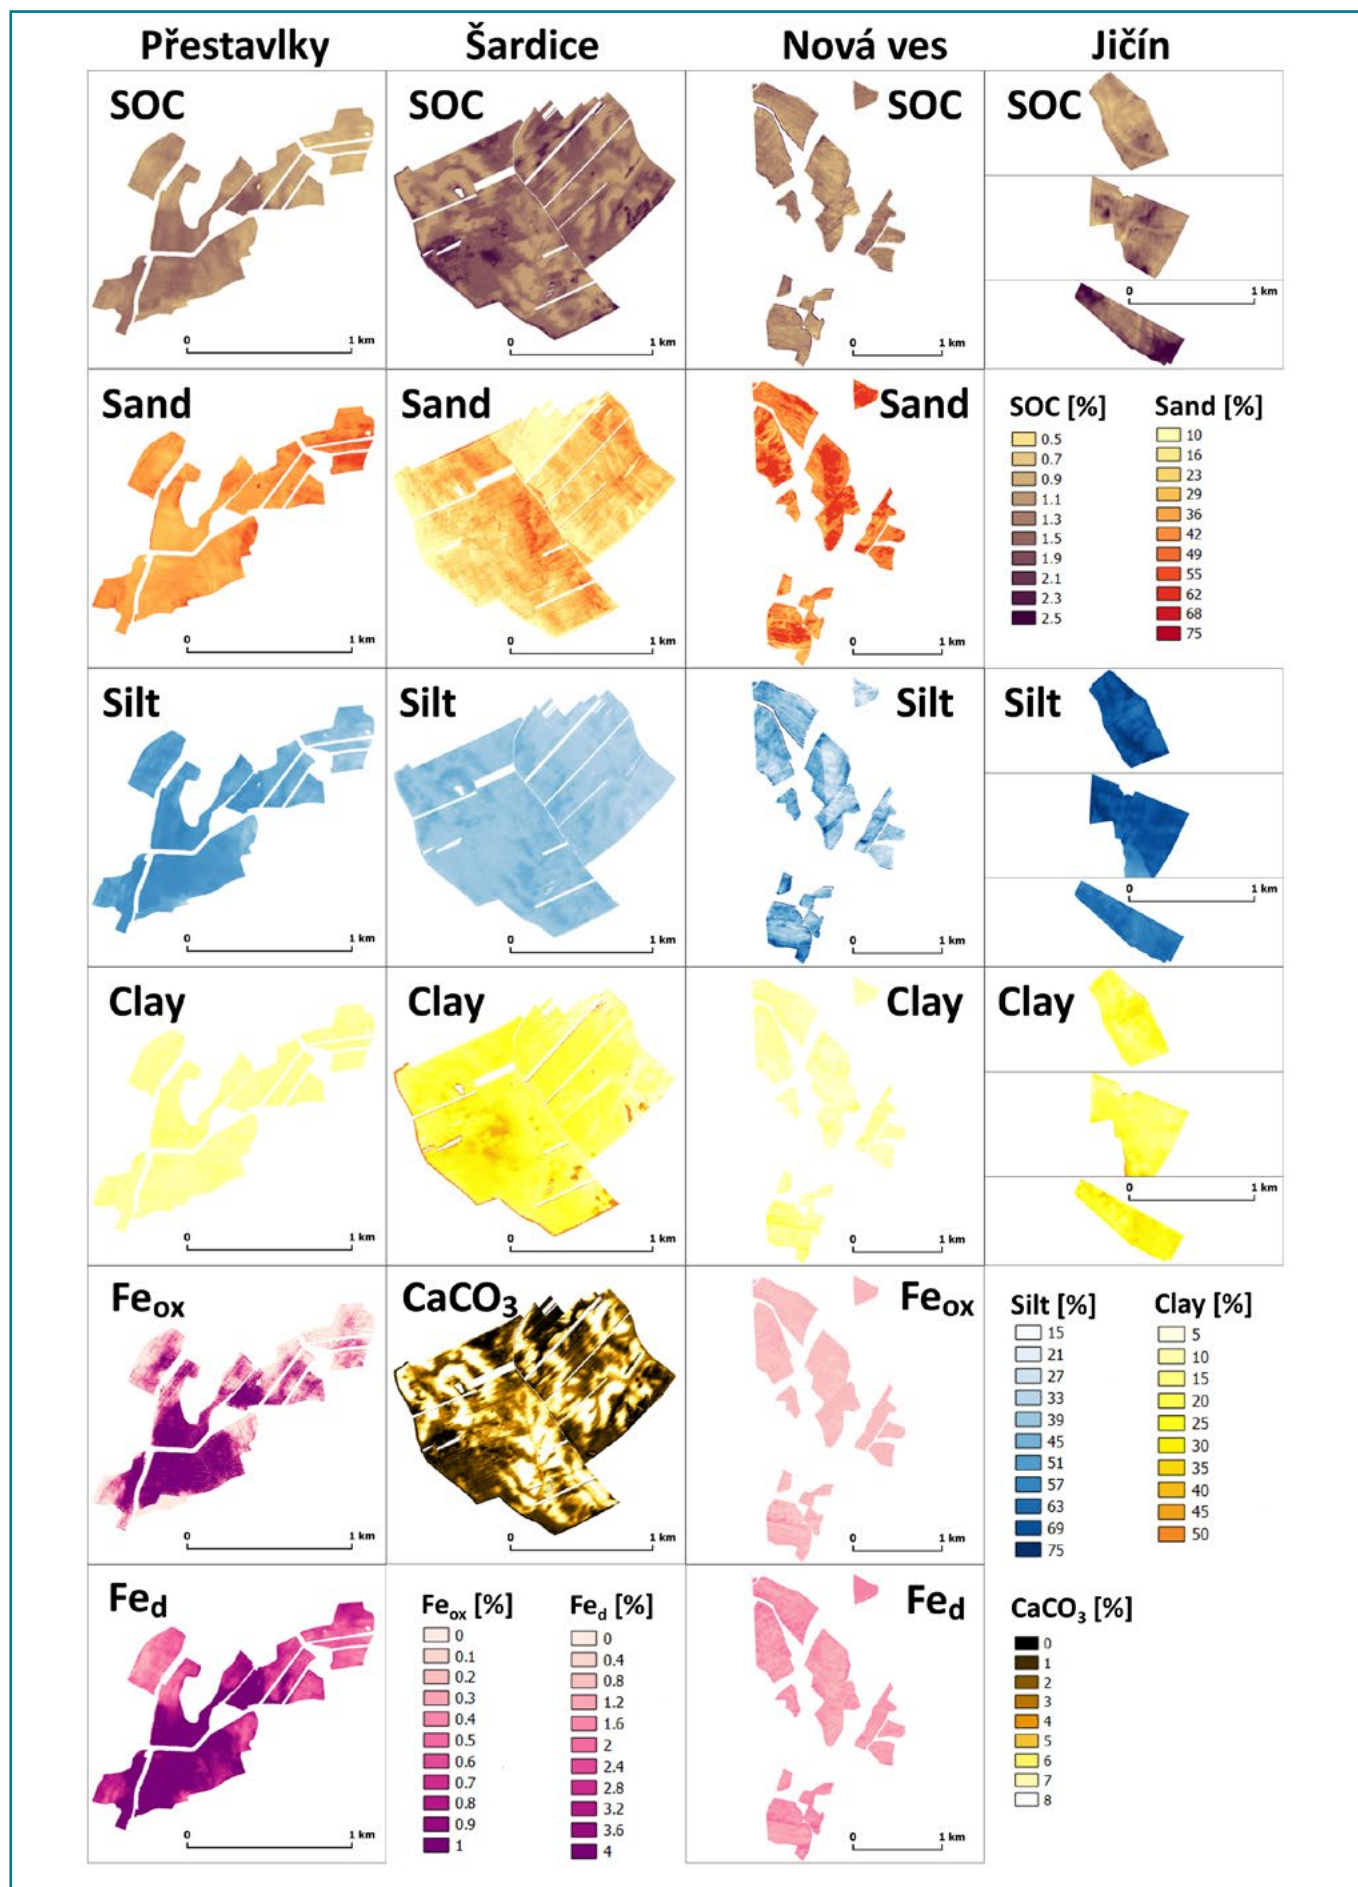 Přestavlky Šardice Nová ves Jičín
SOC SOC SOC SOC
0 1 km
0 1 km 0 1 km 0 1 km
Sand Sand Sand
SOC [%] Sand [%]
0.5 10
0.7 16
0.9 23
1.1 29
1.3 36
1.5 42
1.9 49
2.1 55
2.3 62
2.5 68
75
0 1 km 0 1 km 0 1 km
Silt Silt Silt Silt
0 1 km
0 1 km 0 1 km 0 1 km
Clay Clay Clay Clay
0 1 km
0 1 km 0 1 km 0 1 km
Feox CaCO3 Feox
Silt [%] Clay [%]
15 5
21 10
27 15
33 20
39 25
45 30
51 35
57 40
63 45
69 50
75
0 1 km 0 1 km 0 1 km
Fed Fed
Feox [%] Fed [%]
0 0
0.1 0.4
0.2 0.8
0.3 1.2
0.4 1.6
0.5 2
0.6 2.4
0.7 2.8
0.8 3.2
0.9 3.6
1 4
CaCO3 [%]
0
1
2
3
4
5
6
7
8
0 1 km 0 1 km